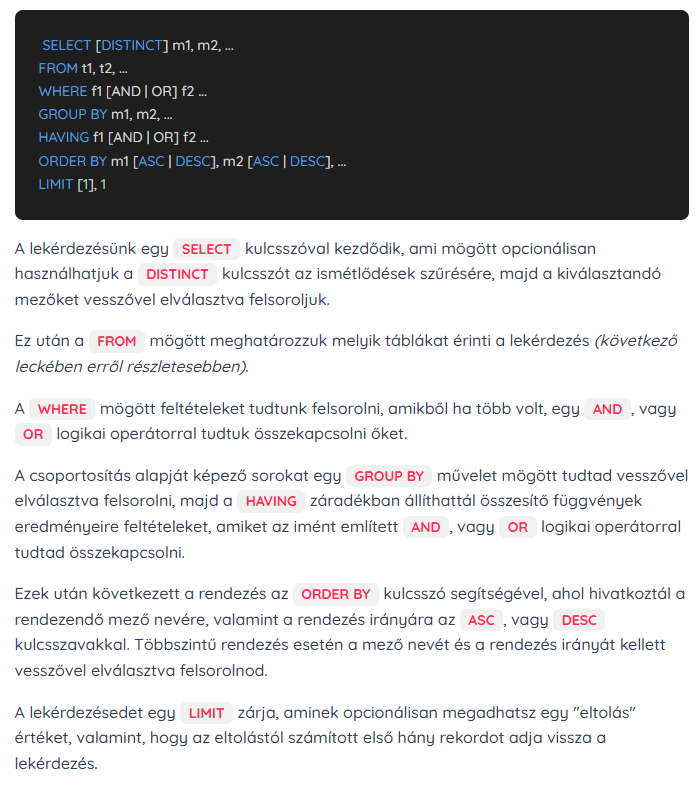 SELECT [DISTINCT] m1, m2, ...
FROM t1, t2, ...
WHERE f1 [AND | OR] f2 ...
GROUP BY m1, m2, ...
HAVING f1 [AND | OR] f2 ...
ORDER BY m1 [ASC | DESC], m2 [ASC | DESC], ...
LIMIT [1], 1
A lekérdezésünk egy SELECT kulcsszóval kezdődik, ami mögött opcionálisan
használhatjuk a DISTINCT kulcsszót az ismétlődések szűrésére, majd a kiválasztandó
mezőket vesszővel elválasztva felsoroljuk.
Ez után a FROM mögött meghatározzuk melyik táblákat érinti a lekérdezés (következő
leckében erről részletesebben).
A WHERE mögött feltételeket tudtunk felsorolni, amikből ha több volt, egy AND , vagy
OR logikai operátorral tudtuk összekapcsolni őket.
A csoportosítás alapját képező sorokat egy GROUP BY művelet mögött tudtad vesszővel
elválasztva felsorolni, majd a HAVING záradékban állíthattál összesítő függvények
eredményeire feltételeket, amiket az imént említett AND , vagy OR logikai operátorral
tudtad összekapcsolni.
Ezek után következett a rendezés az ORDER BY kulcsszó segítségével, ahol hivatkoztál a
rendezendő mező nevére, valamint a rendezés irányára az ASC , vagy DESC
kulcsszavakkal. Többszintű rendezés esetén a mező nevét és a rendezés irányát kellett
vesszővel elválasztva felsorolnod.
A lekérdezésedet egy LIMIT zárja, aminek opcionálisan megadhatsz egy "eltolás"
értéket, valamint, hogy az eltolástól számított első hány rekordot adja vissza a
lekérdezés.